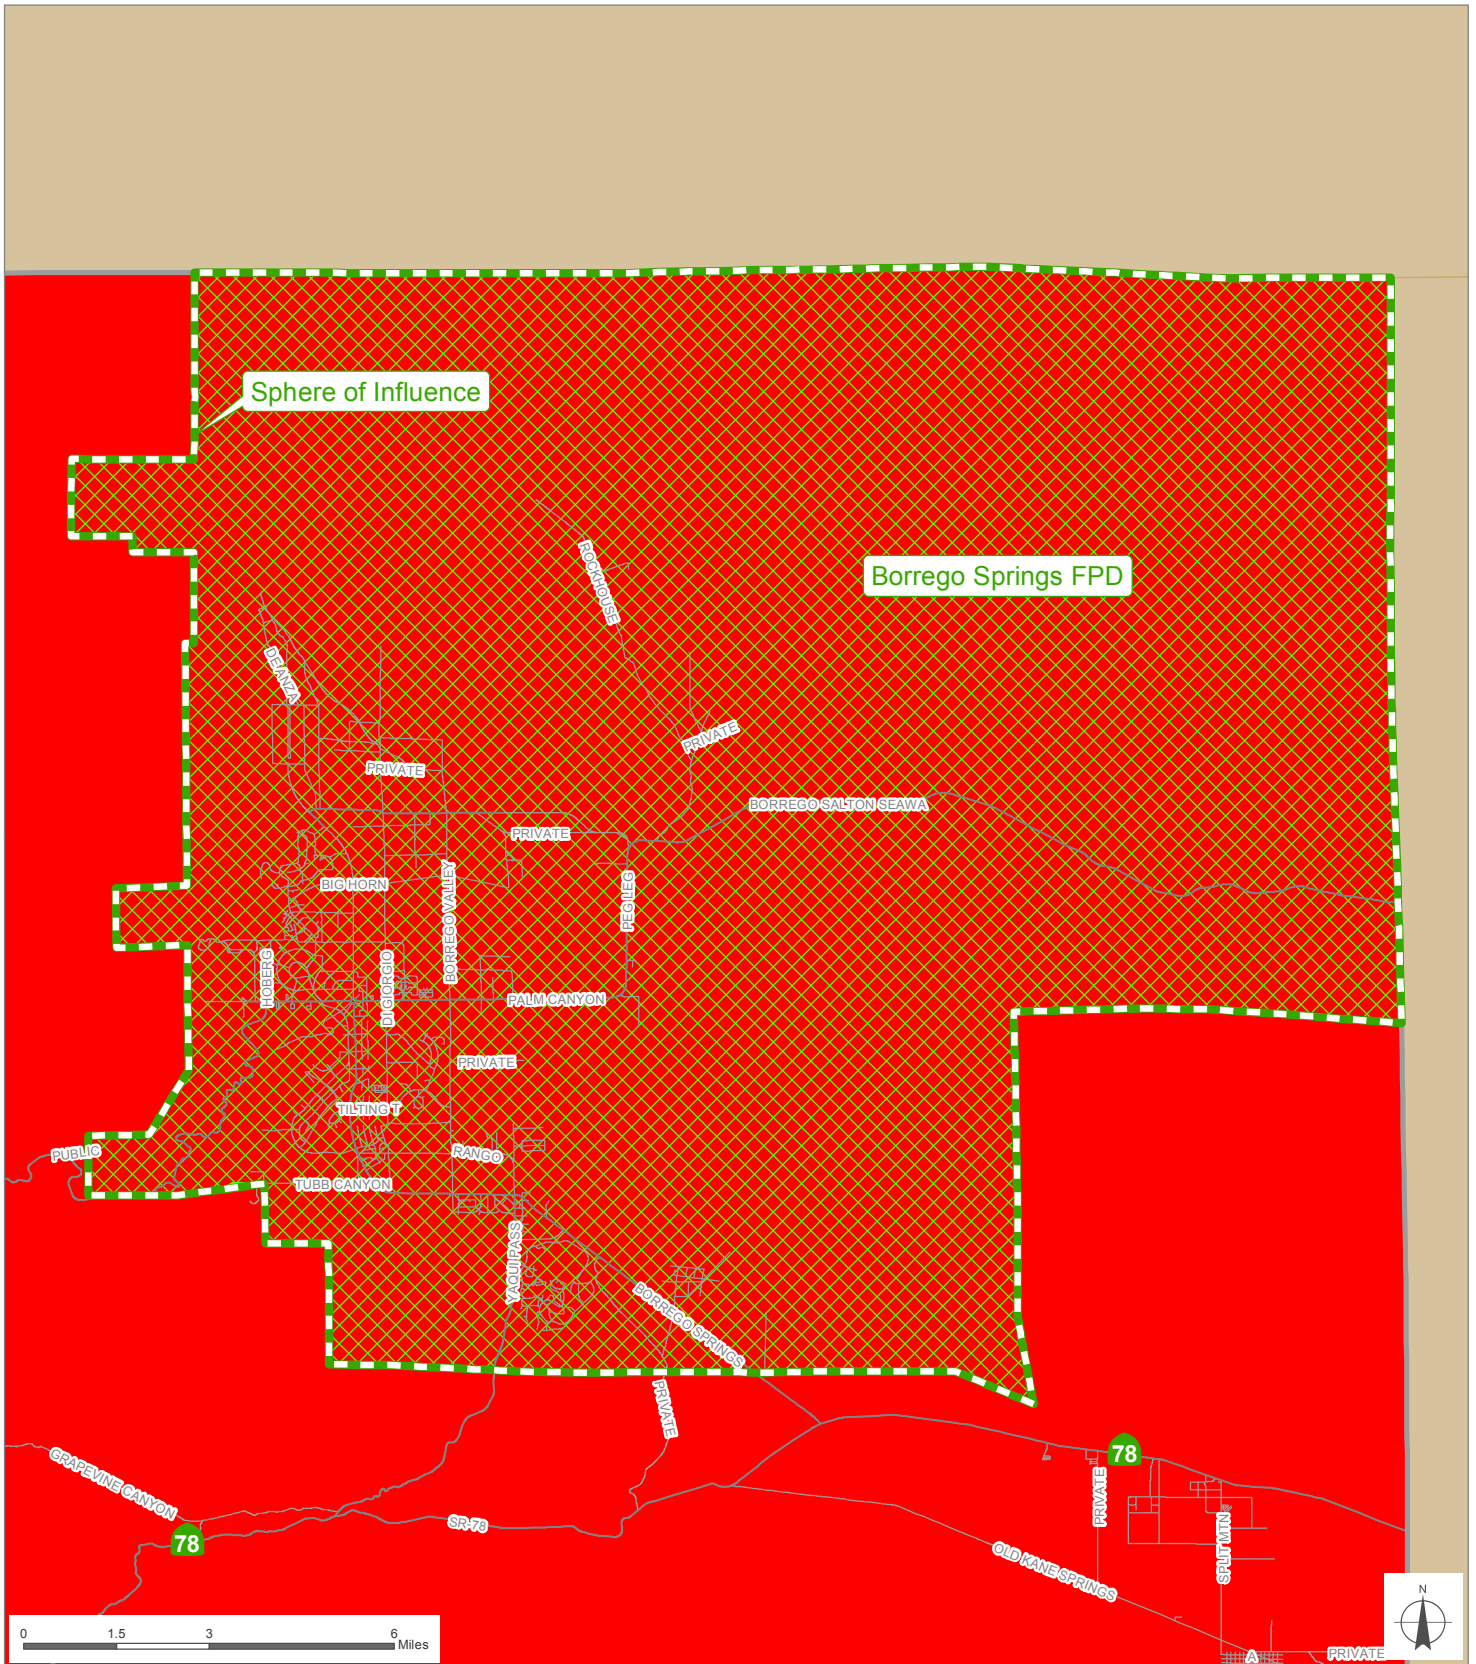 Sphere of Influence
Borrego Springs FPD
ROCKHOUSE
DE ANZA
PRIVATE
PRIVATE
BORREGO SALTON SEAWA
PRIVATE
BIG HORN
BORREGO VALLEY
PEG LEG
HOBERG
DI GIORGIO
PALM CANYON
PRIVATE
TILTING T
PUBLIC
RANGO
TUBB CANYON
YAQUI PASS
BORREGO SPRINGS
PRIVATE
78
GRAPEVINE CANYON
PRIVATE
SR-78
78
SPLIT MTN
OLD KANE SPRINGS
N
0 1.5 3 6
Miles
A
PRIVATE